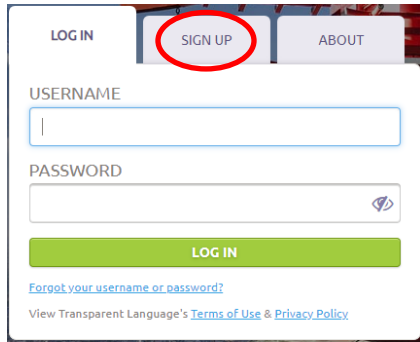 LOG IN SIGN UP ABOUT
USERNAME
PASSWORD
LOG IN
Forgot your username or password?
View Transparent Language's Terms of Use & Privacy Policy